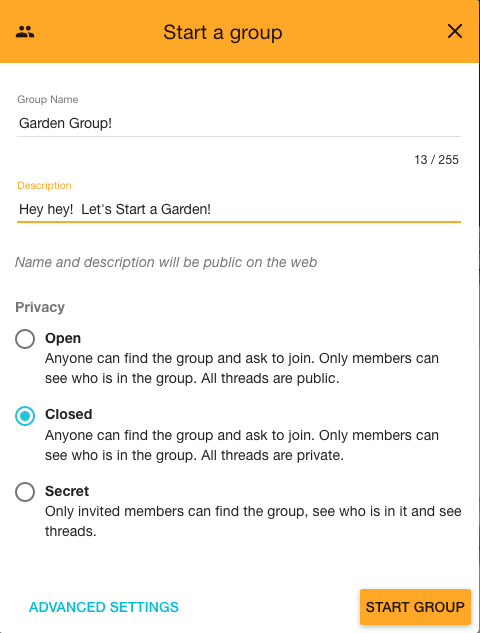 Start a group
Group Name
Garden Group!
13 / 255
Description
Hey hey!  Let's Start a Garden!
Name and description will be public on the web
Privacy
Open
Anyone can find the group and ask to join. Only members can
see who is in the group. All threads are public.
Closed
Anyone can find the group and ask to join. Only members can
see who is in the group. All threads are private.
Secret
Only invited members can find the group, see who is in it and see
threads.
ADVANCED SETTINGS
START GROUP